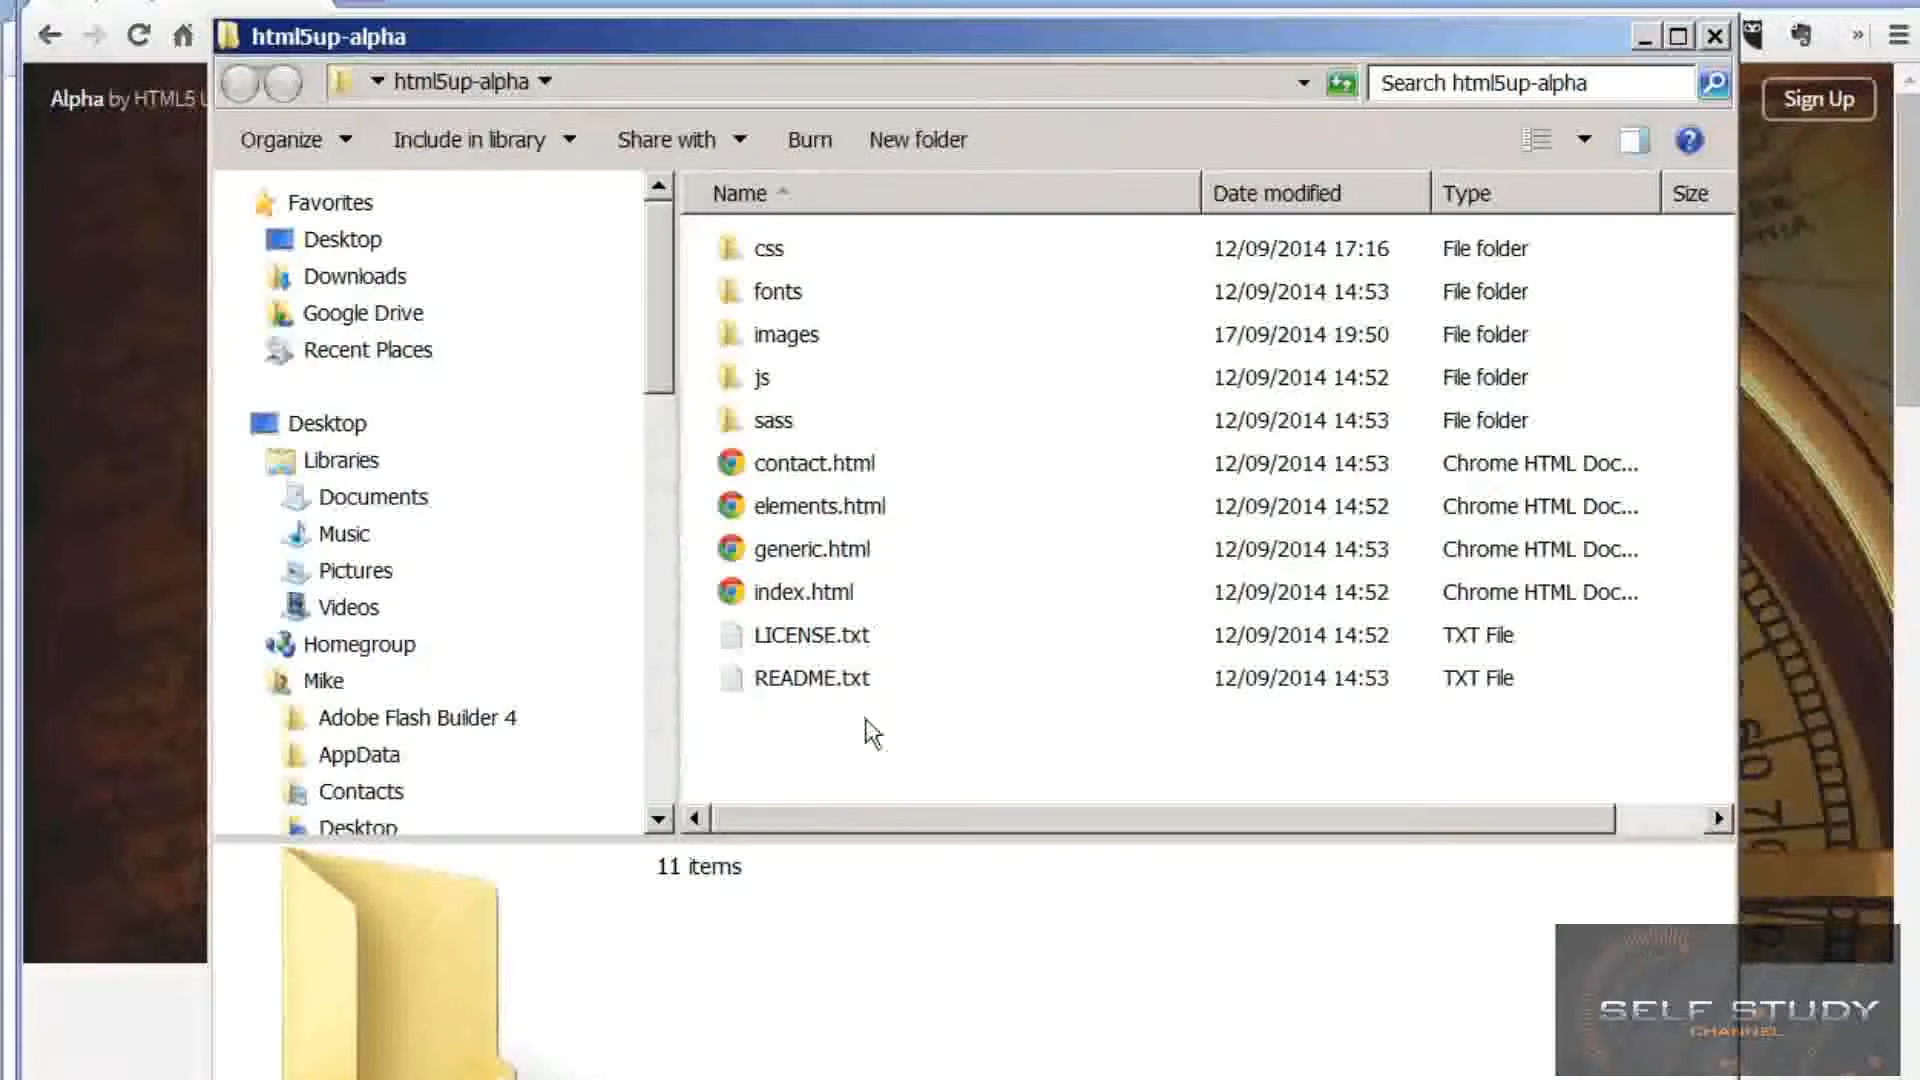 html5up-alpha
html5up-alpha
Search html5up-alpha
Alpha by HTML5 U
Sign Up
Organize
Include in library
Share with
Burn
New folder
Favorites
Desktop
Downloads
Google Drive
Recent Places
Desktop
Libraries
Documents
Music
Pictures
Videos
Homegroup
Mike
Adobe Flash Builder 4
AppData
Contacts
Desktop
Name Date modified Type Size
css 12/09/2014 17:16 File folder
fonts 12/09/2014 14:53 File folder
images 17/09/2014 19:50 File folder
js 12/09/2014 14:52 File folder
sass 12/09/2014 14:53 File folder
contact.html 12/09/2014 14:53 Chrome HTML Doc...
elements.html 12/09/2014 14:52 Chrome HTML Doc...
generic.html 12/09/2014 14:53 Chrome HTML Doc...
index.html 12/09/2014 14:52 Chrome HTML Doc...
LICENSE.txt 12/09/2014 14:52 TXT File
README.txt 12/09/2014 14:53 TXT File
11 items
SELF STUDY
CHANNEL